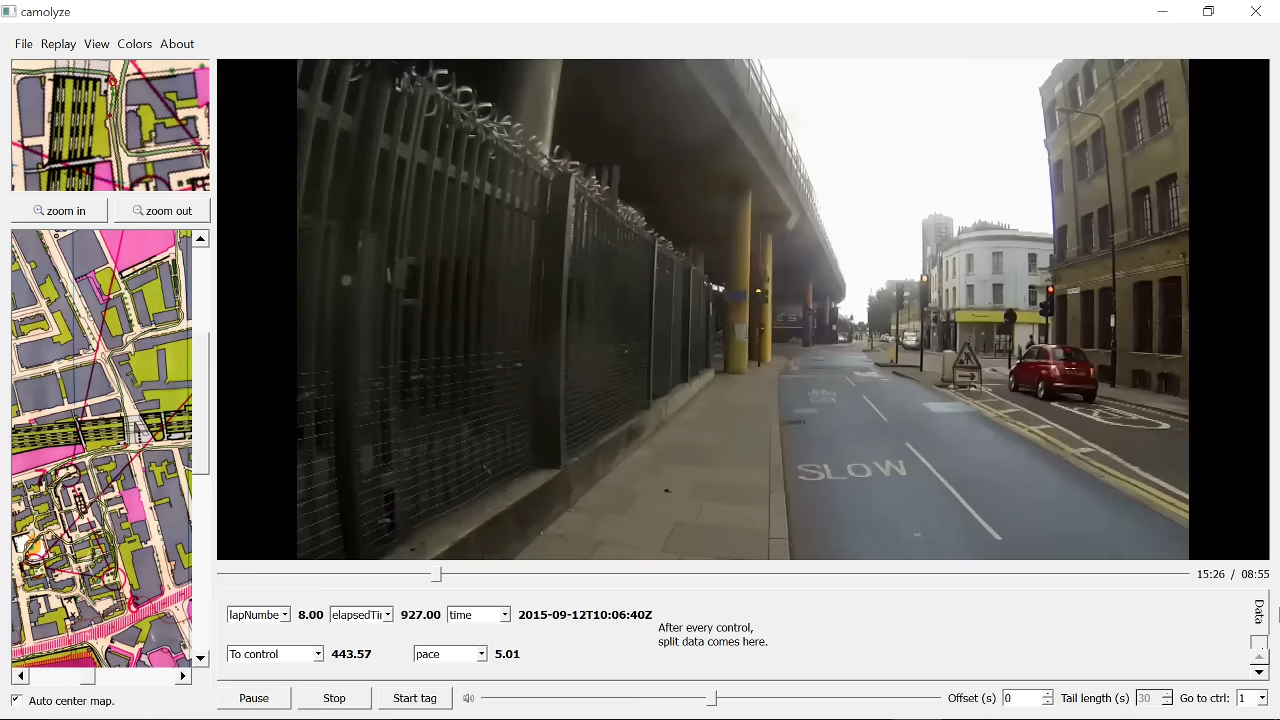 camolyze
File Replay View Colors About
zoom in zoom out
SLOW
15:26 / 08:55
lapNumbe 8.00 elapsedTi 927.00 time 2015-09-12T10:06:40Z
After every control,
split data comes here.
To control 443.57 pace 5.01
Data
Auto center map.
Pause Stop Start tag Offset (s) 0 Tail length (s) 30 Go to ctrl: 1